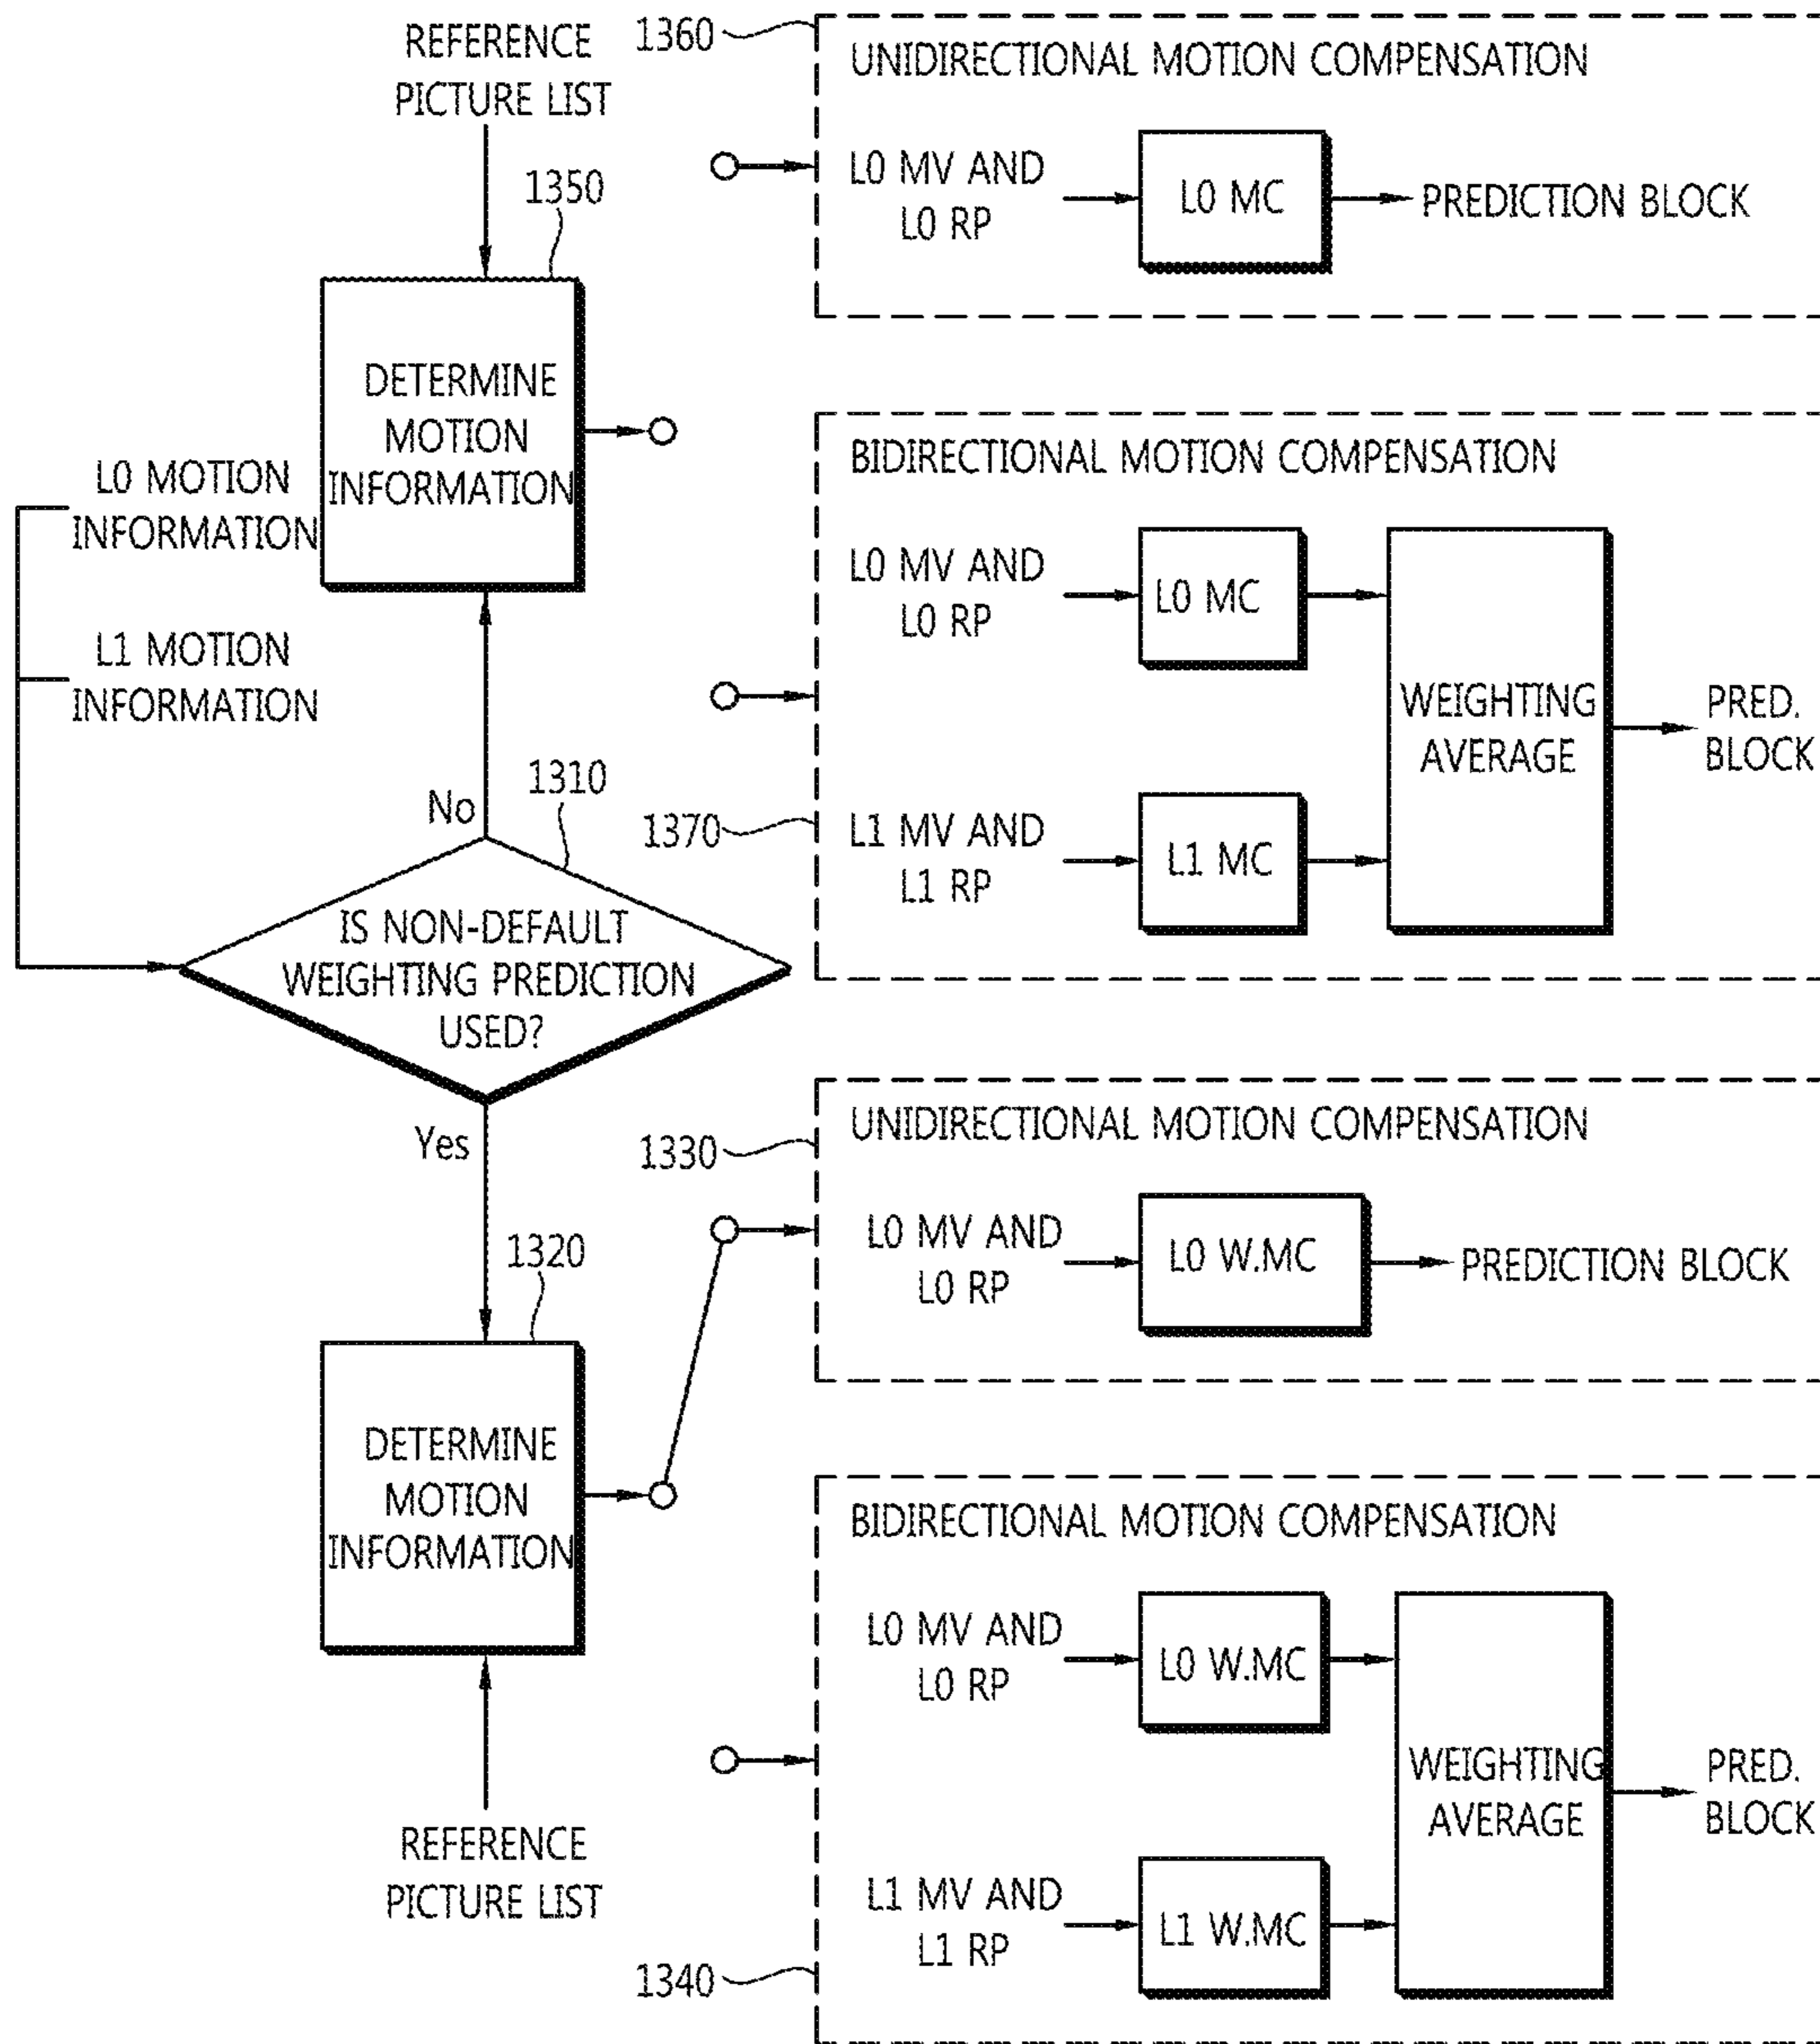 REFERENCE
PICTURE LIST
1350
DETERMINE
MOTION
INFORMATION
L0 MOTION
INFORMATION
L1 MOTION
INFORMATION
No
1310
IS NON-DEFAULT
WEIGHTING PREDICTION
USED?
Yes
1320
DETERMINE
MOTION
INFORMATION
REFERENCE
PICTURE LIST
1360
UNIDIRECTIONAL MOTION COMPENSATION
L0 MV AND
L0 RP
L0 MC
PREDICTION BLOCK
BIDIRECTIONAL MOTION COMPENSATION
L0 MV AND
L0 RP
L0 MC
1370
L1 MV AND
L1 RP
L1 MC
WEIGHTING
AVERAGE
PRED.
BLOCK
UNIDIRECTIONAL MOTION COMPENSATION
1330
L0 MV AND
L0 RP
L0 W.MC
PREDICTION BLOCK
BIDIRECTIONAL MOTION COMPENSATION
L0 MV AND
L0 RP
L0 W.MC
L1 MV AND
L1 RP
L1 W.MC
1340
WEIGHTING
AVERAGE
PRED.
BLOCK